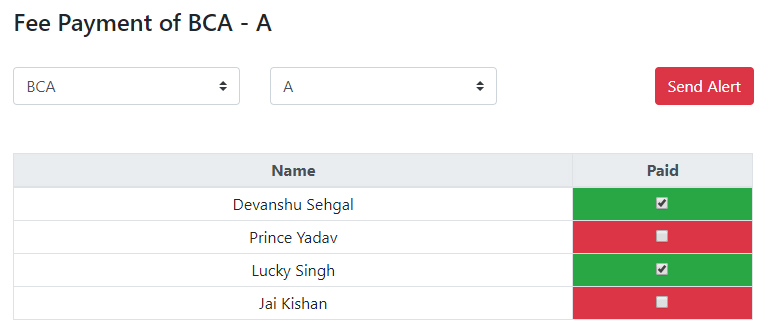 Fee Payment of BCA - A
BCA A Send Alert
Name Paid
Devanshu Sehgal
Prince Yadav
Lucky Singh
Jai Kishan